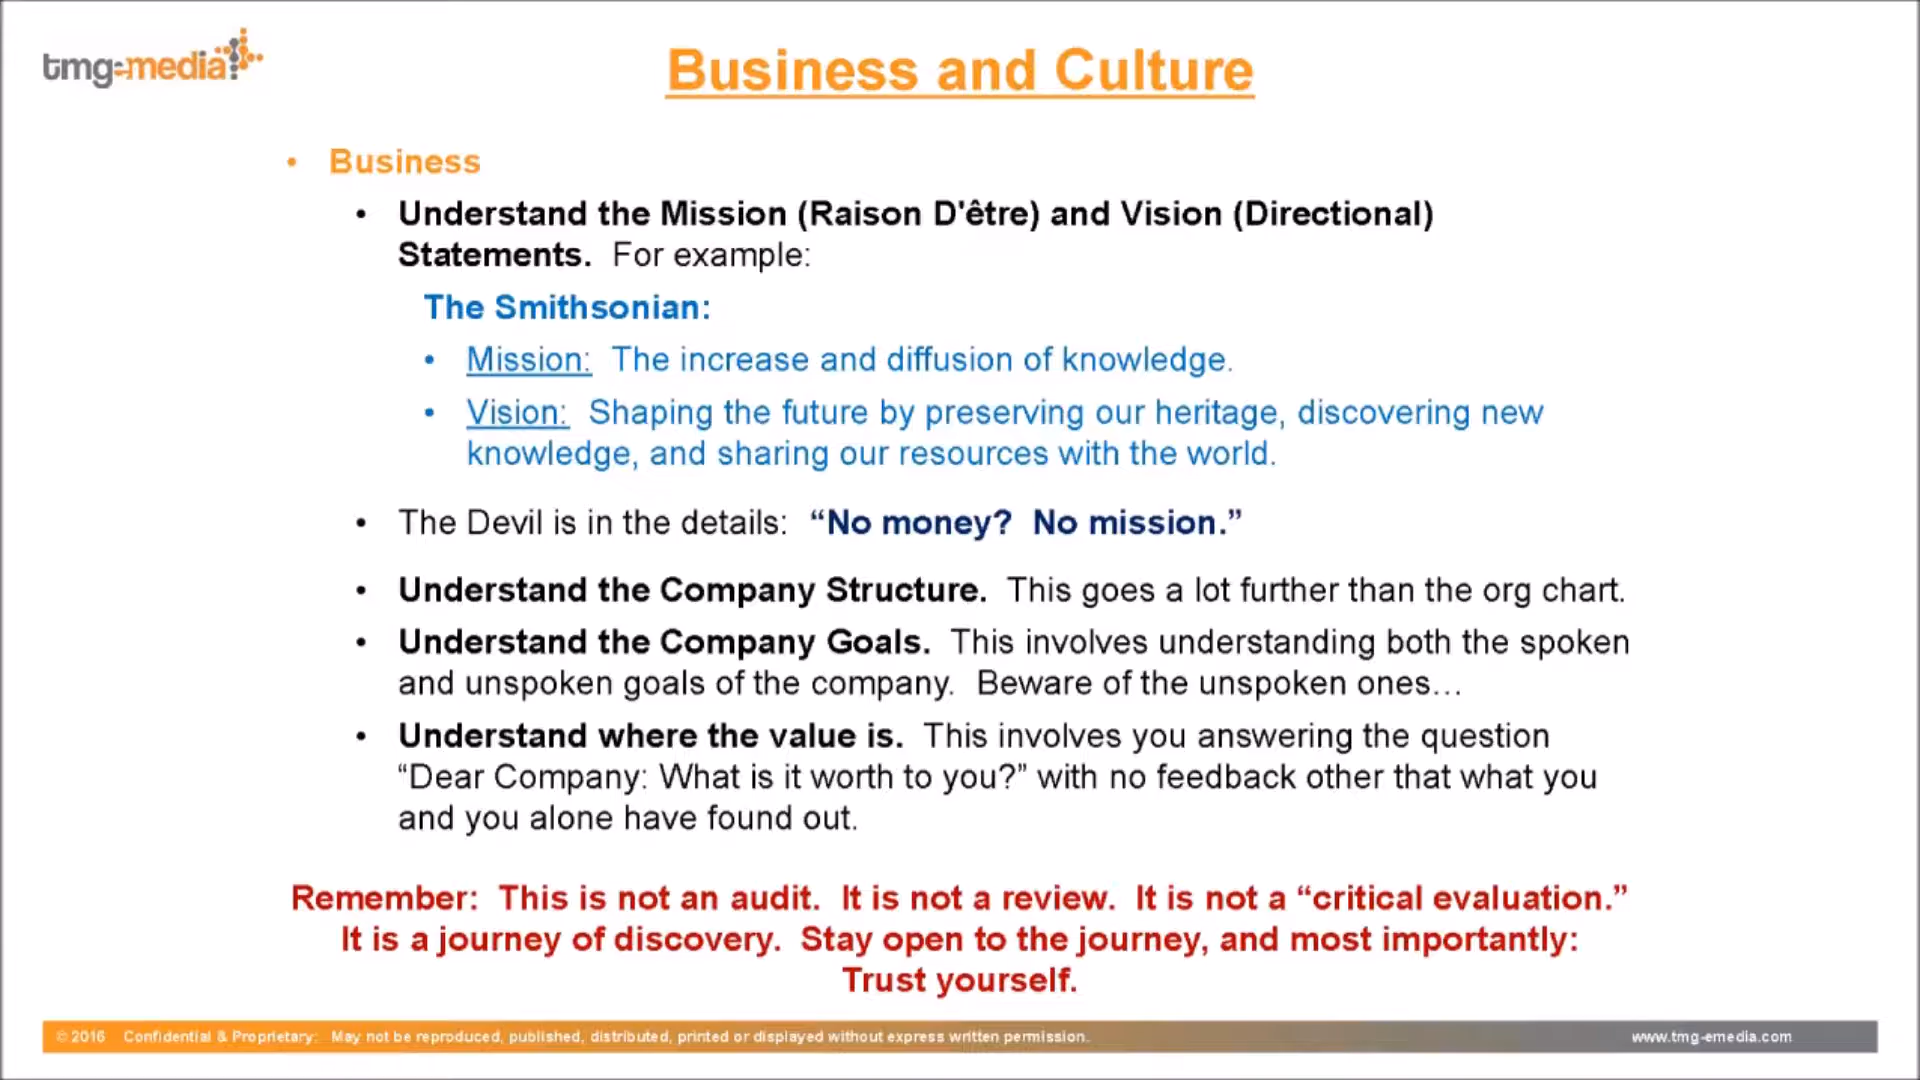 tmg-emedia
Business and Culture
• Business
• Understand the Mission (Raison D'être) and Vision (Directional)
Statements. For example:
The Smithsonian:
• Mission: The increase and diffusion of knowledge.
• Vision: Shaping the future by preserving our heritage, discovering new
knowledge, and sharing our resources with the world.
• The Devil is in the details: “No money? No mission.”
• Understand the Company Structure. This goes a lot further than the org chart.
• Understand the Company Goals. This involves understanding both the spoken
and unspoken goals of the company. Beware of the unspoken ones…
• Understand where the value is. This involves you answering the question
“Dear Company: What is it worth to you?” with no feedback other that what you
and you alone have found out.
Remember: This is not an audit. It is not a review. It is not a “critical evaluation.”
It is a journey of discovery. Stay open to the journey, and most importantly:
Trust yourself.
© 2016 Confidential & Proprietary: May not be reproduced, published, distributed, printed or displayed without express written permission.
www.tmg-emedia.com